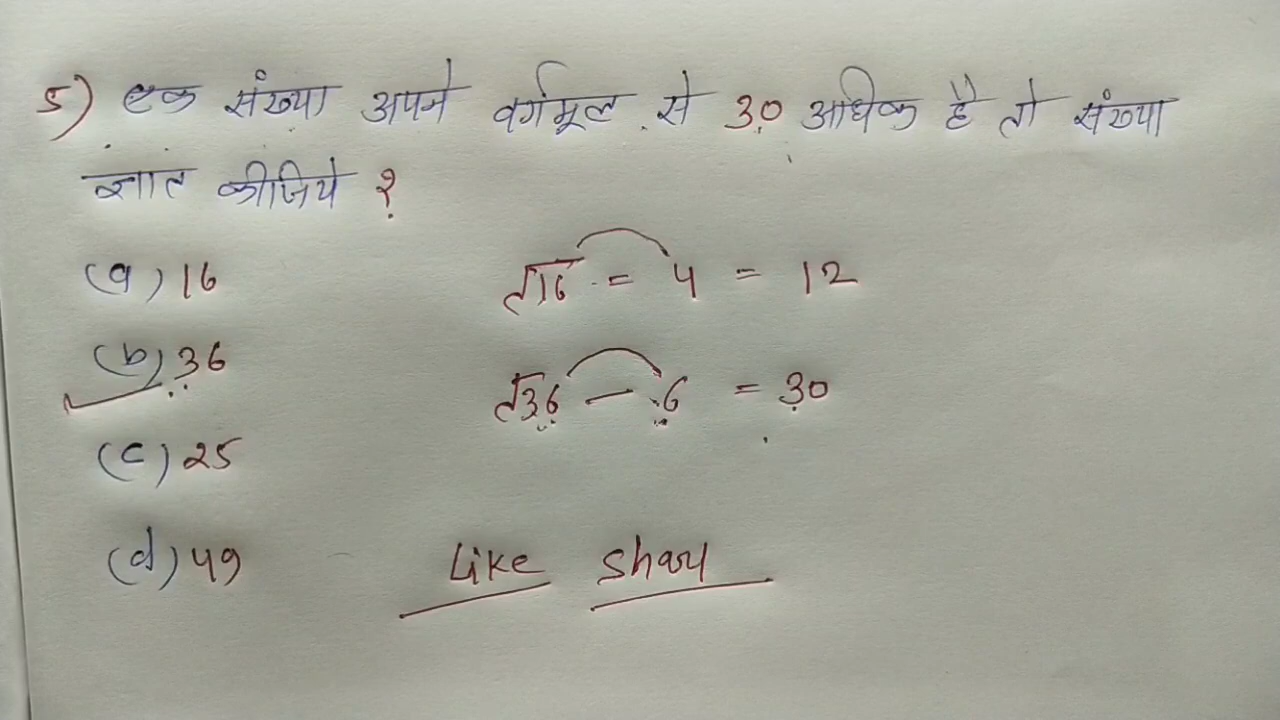 5) एक संख्या अपने वर्गमूल से 30 अधिक है तो संख्या
ज्ञात कीजिये ?
(a) 16
√16 = 4 = 12
(b) 36
√36 — 6 = 30
(c) 25
(d) 49
Like Share